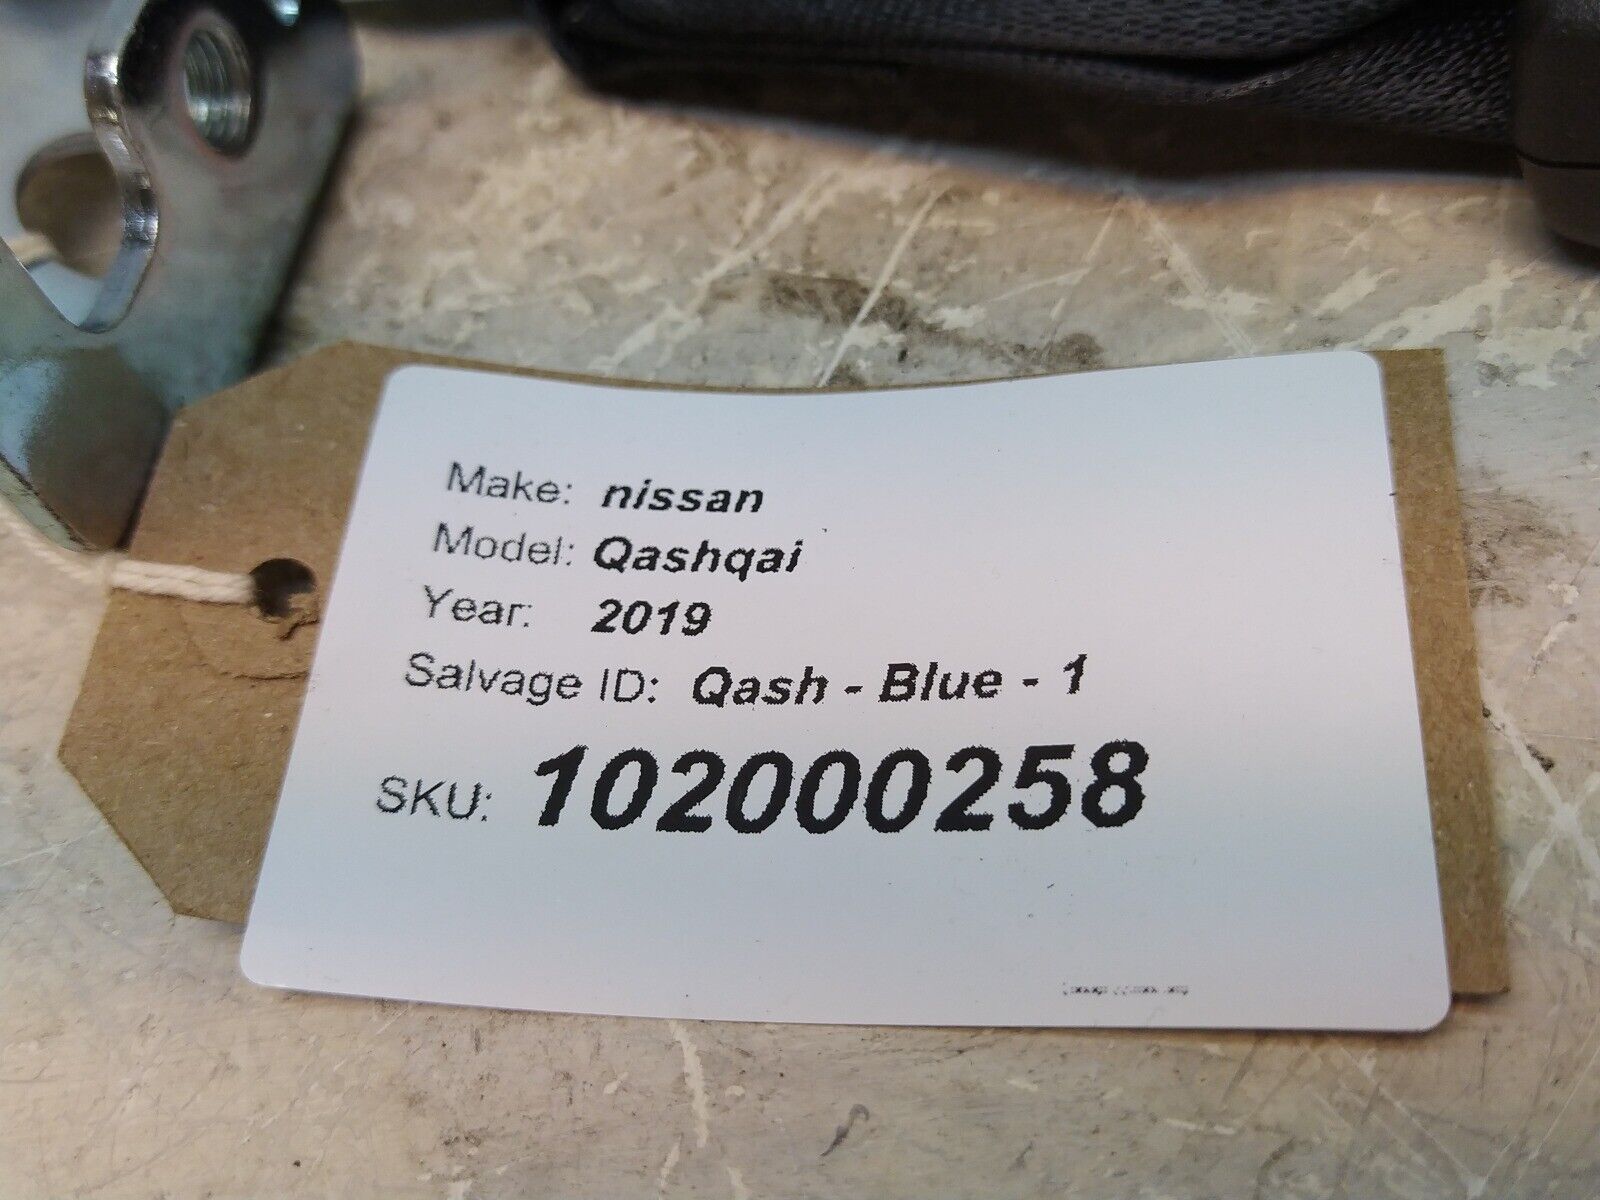 Make: nissan
Model: Qashqai
Year: 2019
Salvage ID: Qash - Blue - 1
SKU: 102000258